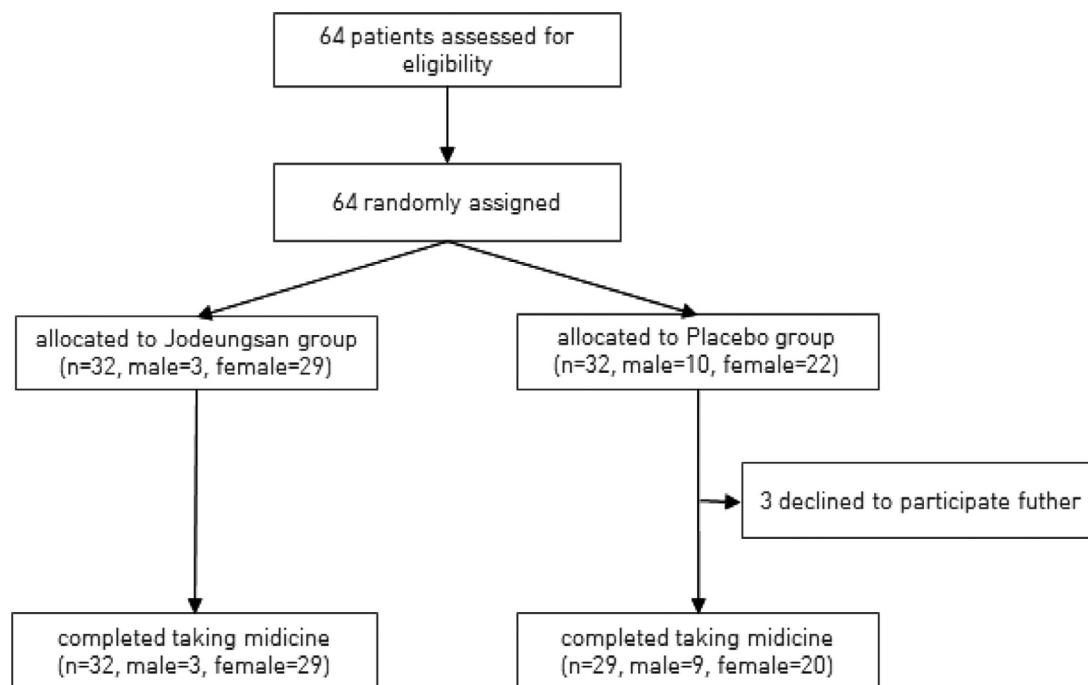 64 patients assessed for
eligibility
64 randomly assigned
allocated to Jodeungsan group
(n=32, male=3, female=29)
allocated to Placebo group
(n=32, male=10, female=22)
3 declined to participate futher
completed taking midicine
(n=32, male=3, female=29)
completed taking midicine
(n=29, male=9, female=20)